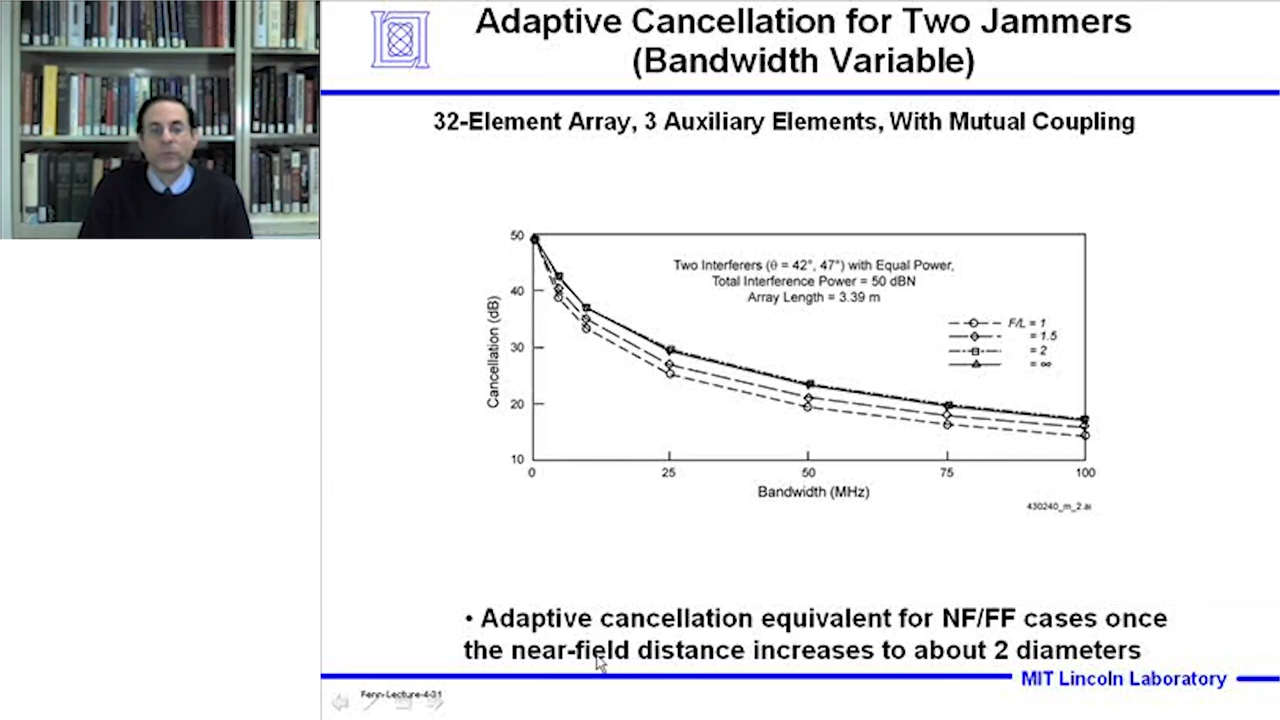 Adaptive Cancellation for Two Jammers
(Bandwidth Variable)
32-Element Array, 3 Auxiliary Elements, With Mutual Coupling
Two Interferers (θ = 42°, 47°) with Equal Power,
Total Interference Power = 50 dBN
Array Length = 3.39 m
F/L = 1
= 1.5
= 2
= ∞
Cancellation (dB)
50
40
30
20
10
0
25
50
75
100
Bandwidth (MHz)
430240_m_2.ai
• Adaptive cancellation equivalent for NF/FF cases once
the near-field distance increases to about 2 diameters
MIT Lincoln Laboratory
Fenn-Lecture-4-31